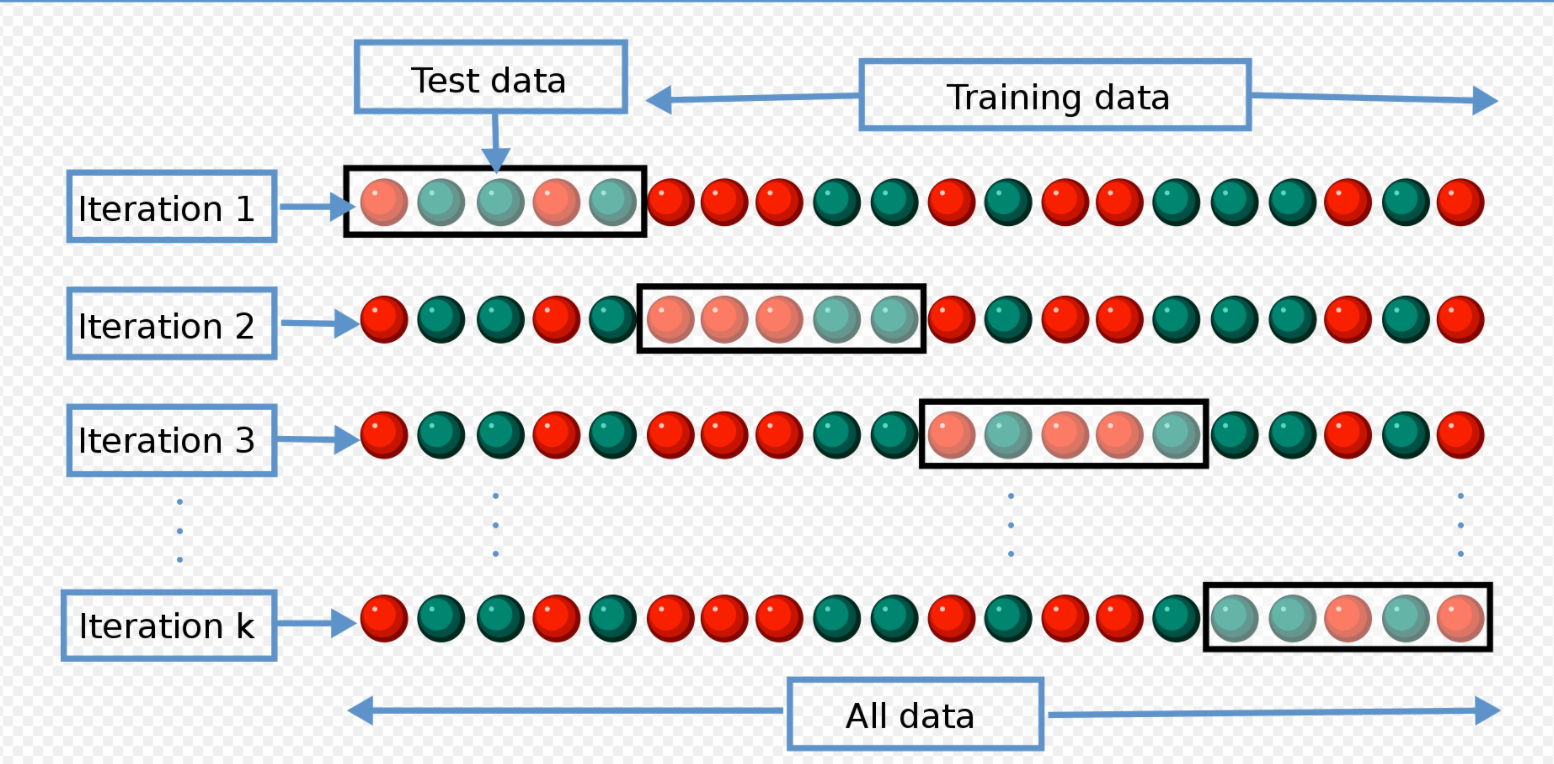 Test data
Training data
Iteration 1
Iteration 2
Iteration 3
Iteration k
All data